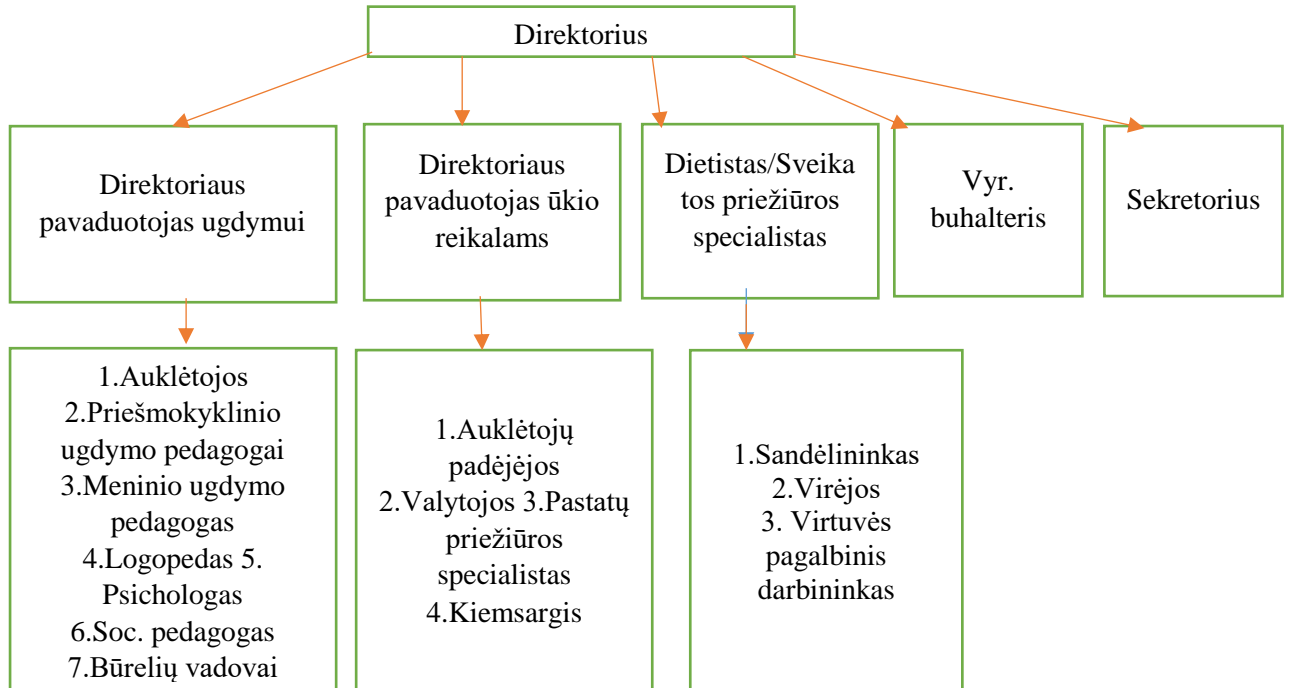 Direktorius
Direktoriaus
pavaduotojas ugdymui
Direktoriaus
pavaduotojas ūkio
reikalams
Dietistas/Sveika
tos priežiūros
specialistas
Vyr.
buhalteris
Sekretorius
1.Auklėtojos
2.Priešmokyklinio
ugdymo pedagogai
3.Meninio ugdymo
pedagogas
4.Logopedas 5.
Psichologas
6.Soc. pedagogas
7.Būrelių vadovai
1.Auklėtojų
padėjėjos
2.Valytojos 3.Pastatų
priežiūros
specialistas
4.Kiemsargis
1.Sandėlininkas
2.Virėjos
3. Virtuvės
pagalbinis
darbininkas